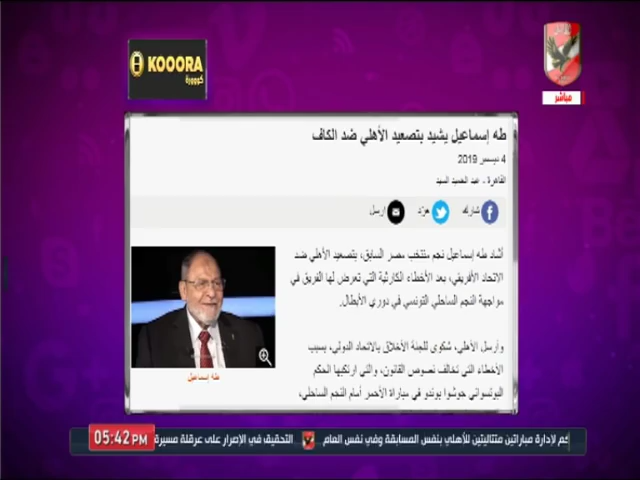 KOOORA
كووورة
مباشر
طه إسماعيل يشيد بتصعيد الأهلي ضد الكاف
4 ديسمبر 2019
القاهرة - عبد الحميد السيد
شارك
غرّد
أرسل
أشاد طه إسماعيل نجم منتخب مصر السابق، بتصعيد الأهلي ضد
الاتحاد الأفريقي، بعد الأخطاء الكارثية التي تعرض لها الفريق في
مواجهة النجم الساحلي التونسي في دوري الأبطال.
وأرسل الأهلي، شكوى للجنة الأخلاق بالاتحاد الدولي، بسبب
الأخطاء التي تخالف نصوص القانون، والتي ارتكبها الحكم
البوتسواني جوشوا بوندو في مباراة الأحمر أمام النجم الساحلي،
طه إسماعيل
كم لإدارة مباراتين متتاليتين للأهلي بنفس المسابقة وفي نفس العام
التحقيق في الإصرار على عرقلة مسيرة
05:42 PM